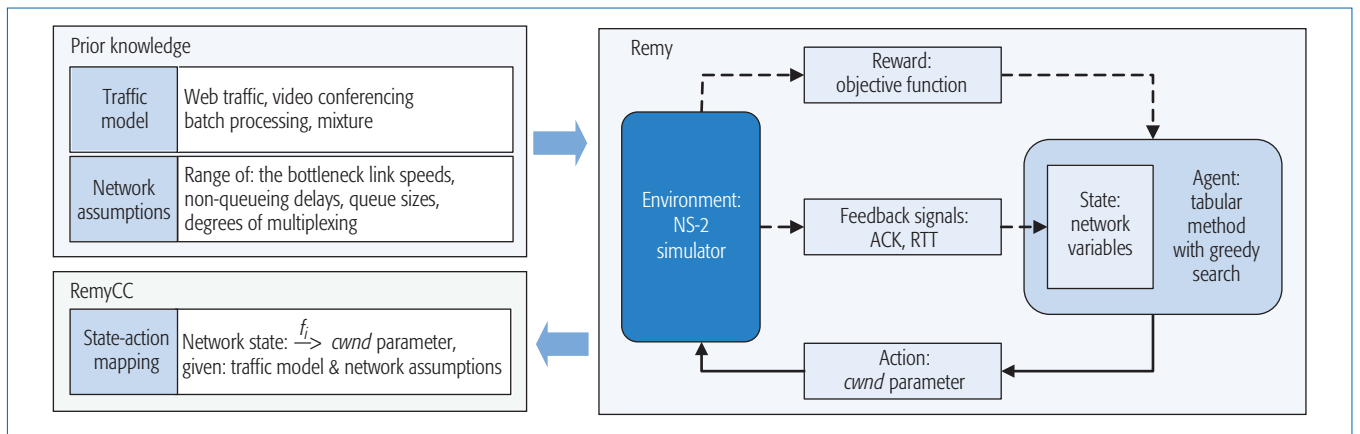 Prior knowledge
Traffic
model
Web traffic, video conferencing
batch processing, mixture
Network
assumptions
Range of: the bottleneck link speeds,
non-queueing delays, queue sizes,
degrees of multiplexing
RemyCC
State-action
mapping
Network state: f_i —> cwnd parameter,
given: traffic model & network assumptions
Remy
Reward:
objective function
Environment:
NS-2
simulator
Feedback signals:
ACK, RTT
State:
network
variables
Agent:
tabular
method
with greedy
search
Action:
cwnd parameter